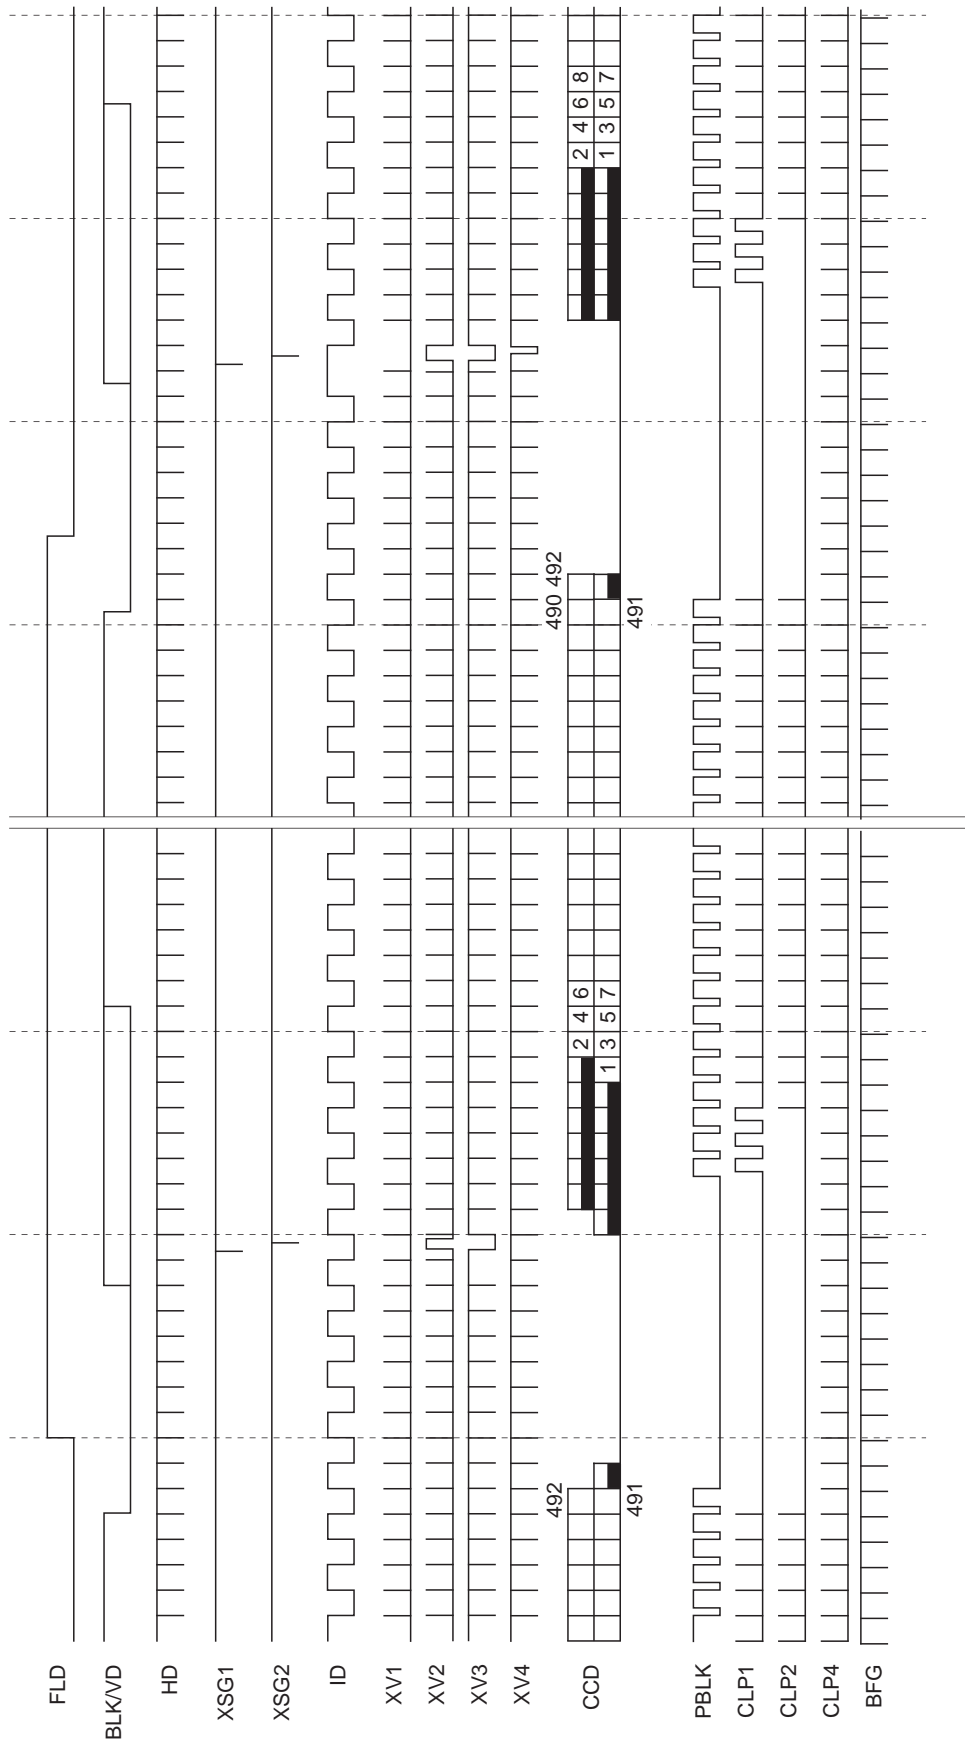 FLD
BLK/VD
HD
XSG1
XSG2
ID
XV1
XV2
XV3
XV4
492 490 492
CCD
2 4 6 2 4 6 8
1 3 5 7 1 3 5 7
491 491
PBLK
CLP1
CLP2
CLP4
BFG